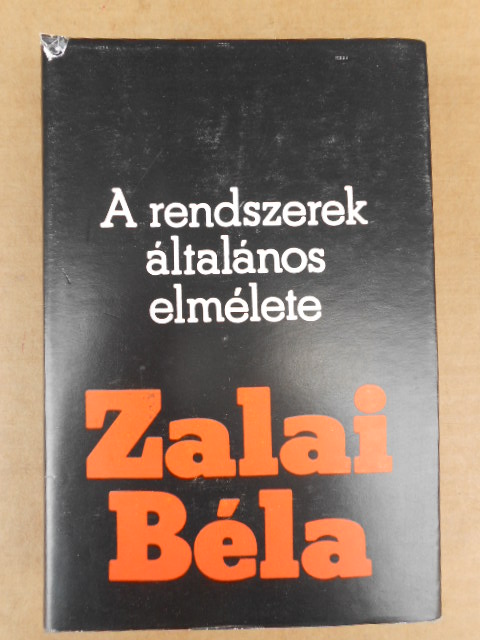 A rendszerek
általános
elmélete
Zalai
Béla